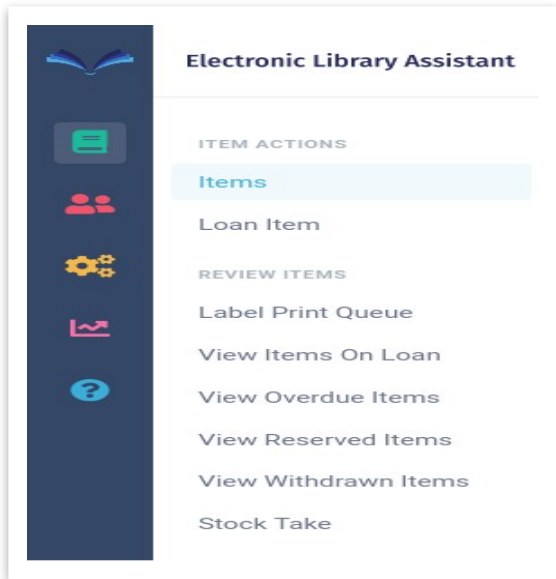 Electronic Library Assistant
ITEM ACTIONS
Items
Loan Item
REVIEW ITEMS
Label Print Queue
View Items On Loan
View Overdue Items
View Reserved Items
View Withdrawn Items
Stock Take